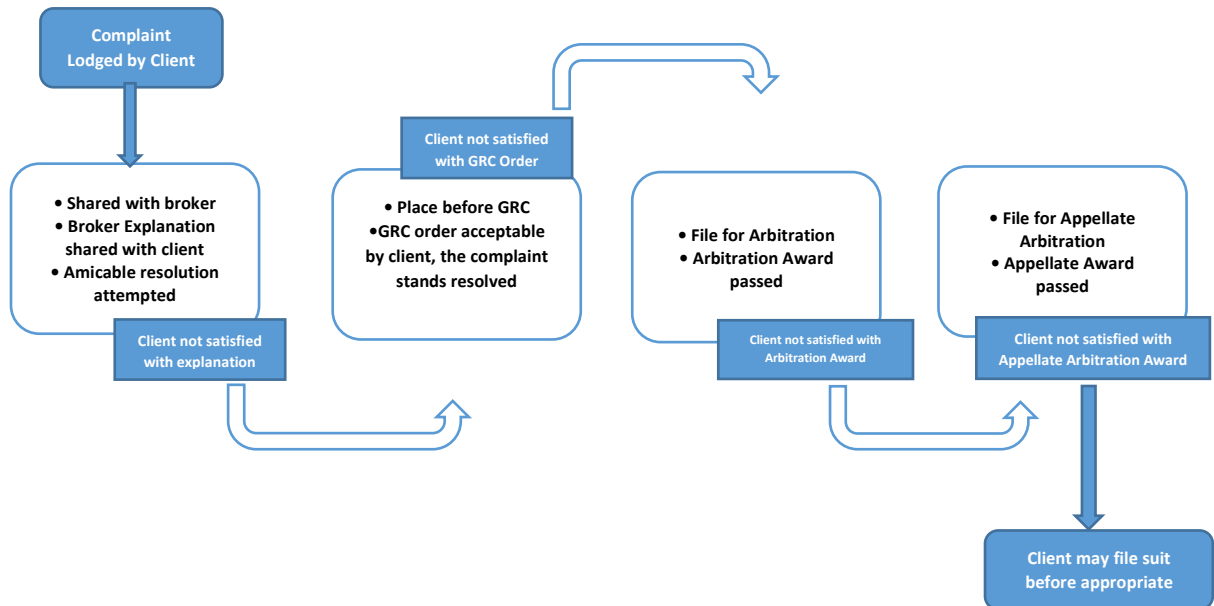 Complaint
Lodged by Client
• Shared with broker
• Broker Explanation
shared with client
• Amicable resolution
attempted
Client not satisfied
with explanation
Client not satisfied
with GRC Order
• Place before GRC
•GRC order acceptable
by client, the complaint
stands resolved
• File for Arbitration
• Arbitration Award
passed
Client not satisfied with
Arbitration Award
• File for Appellate
Arbitration
• Appellate Award
passed
Client not satisfied with
Appellate Arbitration Award
Client may file suit
before appropriate